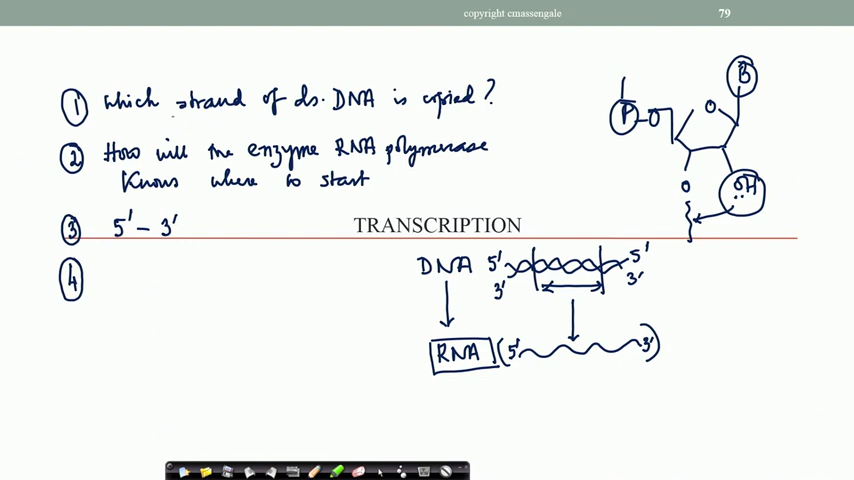 copyright cmassengale
79
① Which strand of ds.DNA is copied?
② How will the enzyme RNA polymerase
knows where to start
③ 5' - 3'
TRANSCRIPTION
④
B
P O O
O ÖH
DNA 5' 5'
3' 3'
RNA (5' 3')